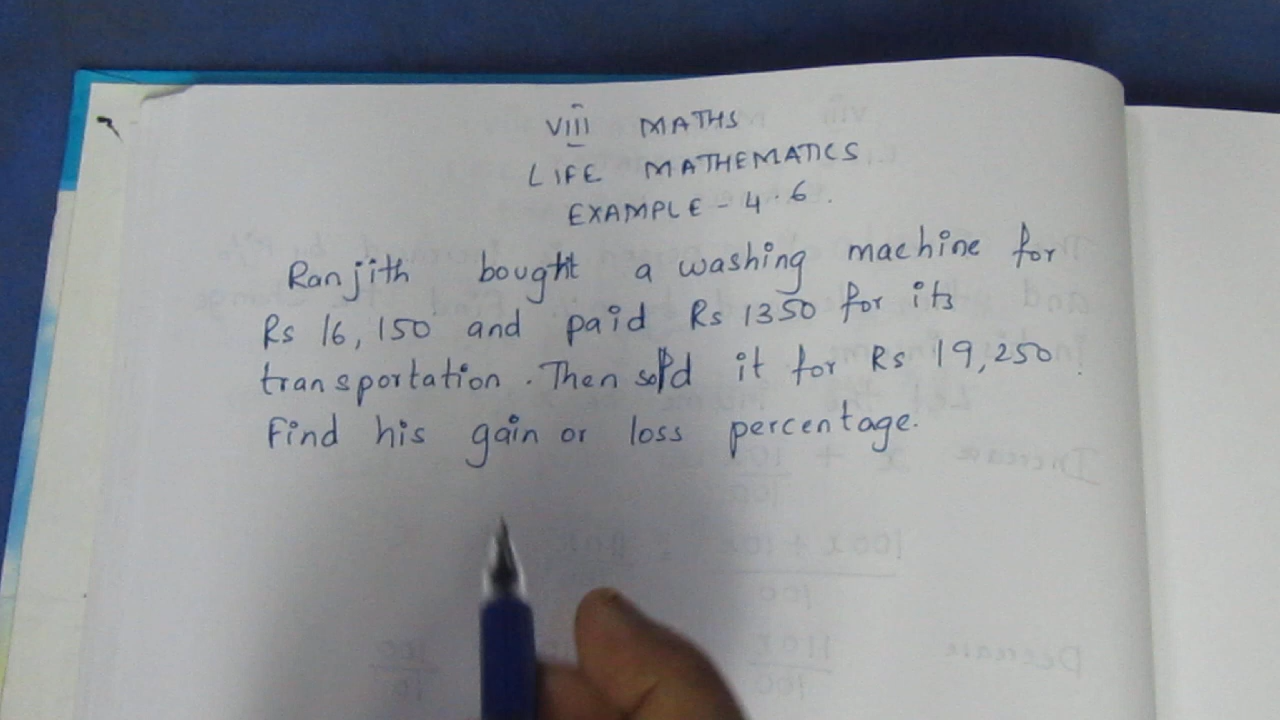 VIII MATHS
LIFE MATHEMATICS
EXAMPLE - 4.6.
Ranjith bought a washing machine for
Rs 16,150 and paid Rs 1350 for its
transportation. Then sold it for Rs 19,250.
Find his gain or loss percentage.